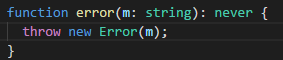 function error(m: string): never {
  throw new Error(m);
}